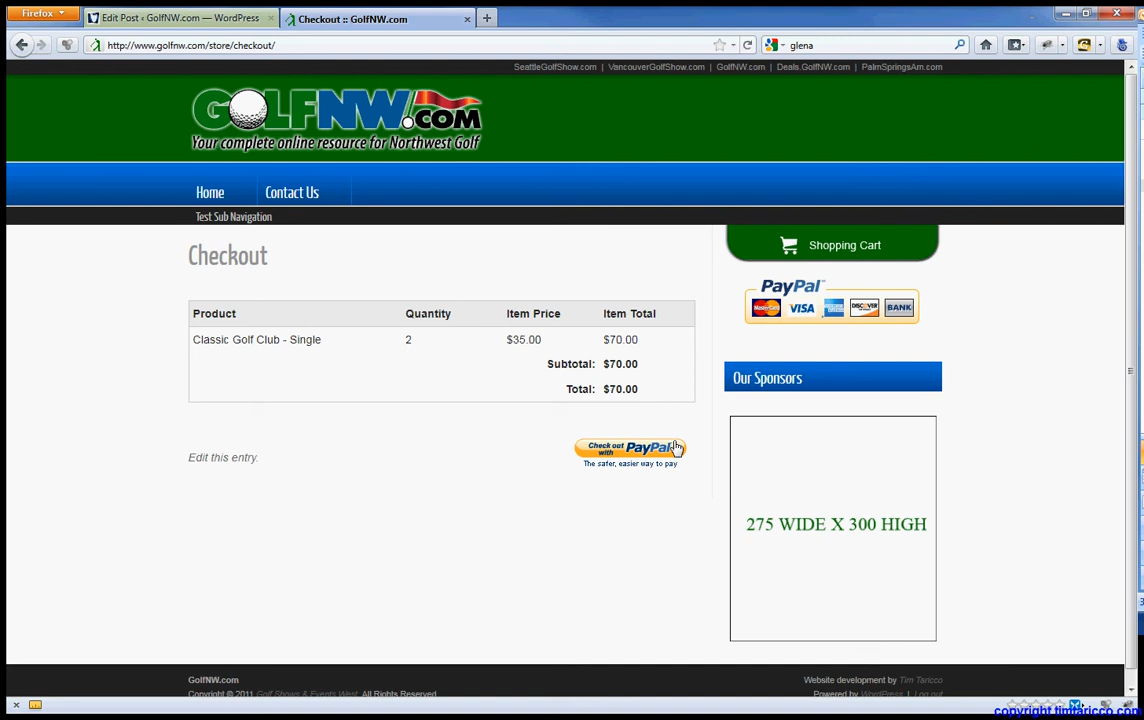 Firefox
Edit Post ‹ GolfNW.com — WordPress
Checkout :: GolfNW.com
http://www.golfnw.com/store/checkout/
glena
SeattleGolfShow.com | VancouverGolfShow.com | GolfNW.com | Deals.GolfNW.com | PalmSpringsAm.com
GOLFNW.COM
Your complete online resource for Northwest Golf
Home
Contact Us
Test Sub Navigation
Checkout
Shopping Cart
PayPal
MasterCard VISA AMERICAN EXPRESS DISCOVER BANK
Product Quantity Item Price Item Total
Classic Golf Club - Single 2 $35.00 $70.00
Subtotal: $70.00
Total: $70.00
Our Sponsors
Check out with PayPal
The safer, easier way to pay
Edit this entry.
275 WIDE X 300 HIGH
GolfNW.com
Copyright © 2011 Golf Shows & Events West. All Rights Reserved.
Website development by Tim Taricco
Powered by WordPress | Log out
copyright timtaricco.com